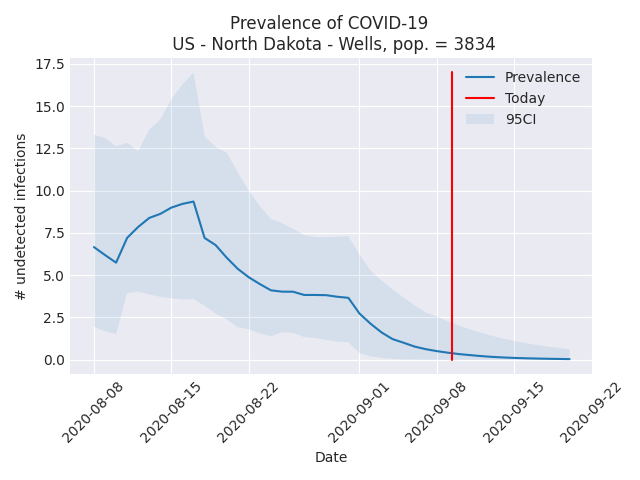 Prevalence of COVID-19
US - North Dakota - Wells, pop. = 3834
17.5
15.0
12.5
10.0
7.5
5.0
2.5
0.0
# undetected infections
Prevalence
Today
95CI
2020-08-08
2020-08-15
2020-08-22
2020-09-01
2020-09-08
2020-09-15
2020-09-22
Date